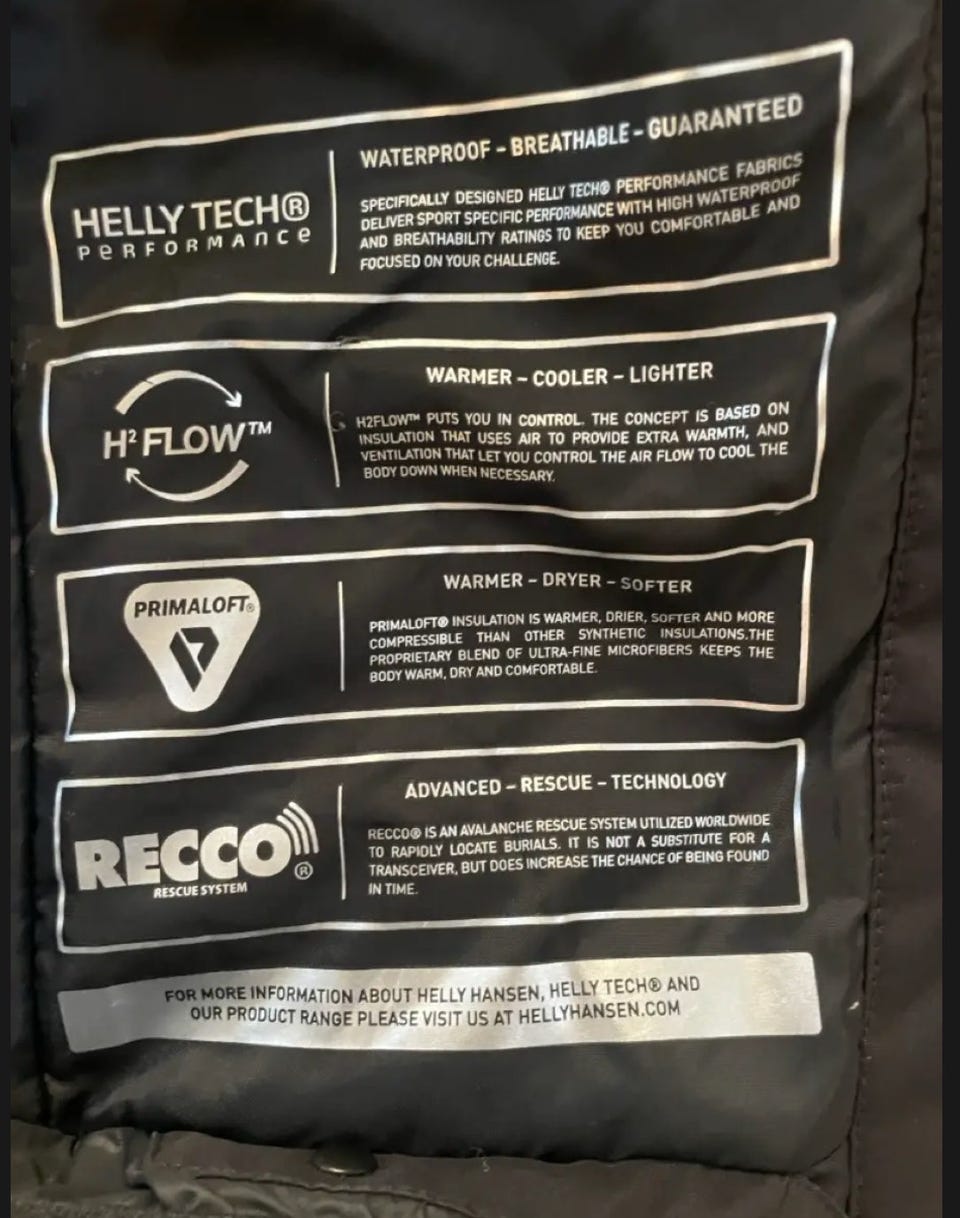 HELLY TECH®
PERFORMANCE
WATERPROOF - BREATHABLE - GUARANTEED
SPECIFICALLY DESIGNED HELLY TECH® PERFORMANCE FABRICS
DELIVER SPORT SPECIFIC PERFORMANCE WITH HIGH WATERPROOF
AND BREATHABILITY RATINGS TO KEEP YOU COMFORTABLE AND
FOCUSED ON YOUR CHALLENGE.
H² FLOW™
WARMER - COOLER - LIGHTER
H2FLOW™ PUTS YOU IN CONTROL. THE CONCEPT IS BASED ON
INSULATION THAT USES AIR TO PROVIDE EXTRA WARMTH, AND
VENTILATION THAT LET YOU CONTROL THE AIR FLOW TO COOL THE
BODY DOWN WHEN NECESSARY.
PRIMALOFT®
WARMER - DRYER - SOFTER
PRIMALOFT® INSULATION IS WARMER, DRIER, SOFTER AND MORE
COMPRESSIBLE THAN OTHER SYNTHETIC INSULATIONS.THE
PROPRIETARY BLEND OF ULTRA-FINE MICROFIBERS KEEPS THE
BODY WARM, DRY AND COMFORTABLE.
RECCO®
RESCUE SYSTEM
ADVANCED - RESCUE - TECHNOLOGY
RECCO® IS AN AVALANCHE RESCUE SYSTEM UTILIZED WORLDWIDE
TO RAPIDLY LOCATE BURIALS. IT IS NOT A SUBSTITUTE FOR A
TRANSCEIVER, BUT DOES INCREASE THE CHANCE OF BEING FOUND
IN TIME.
FOR MORE INFORMATION ABOUT HELLY HANSEN, HELLY TECH® AND
OUR PRODUCT RANGE PLEASE VISIT US AT HELLYHANSEN.COM